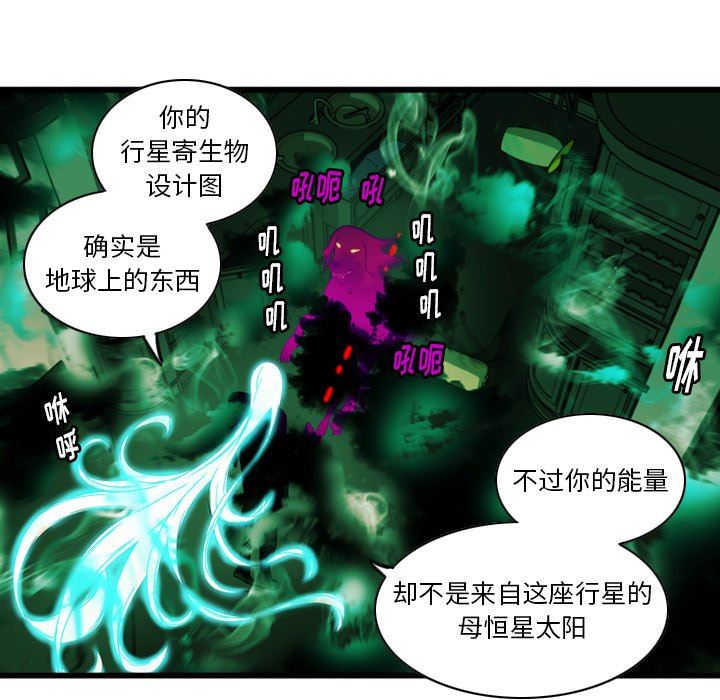 你的
行星寄生物
设计图
确实是
地球上的东西
吼呃 吼
叽
叽
叽
叽
叽
叽
吼呃
咻
咻
呼
不过你的能量
却不是来自这座行星的
母恒星太阳